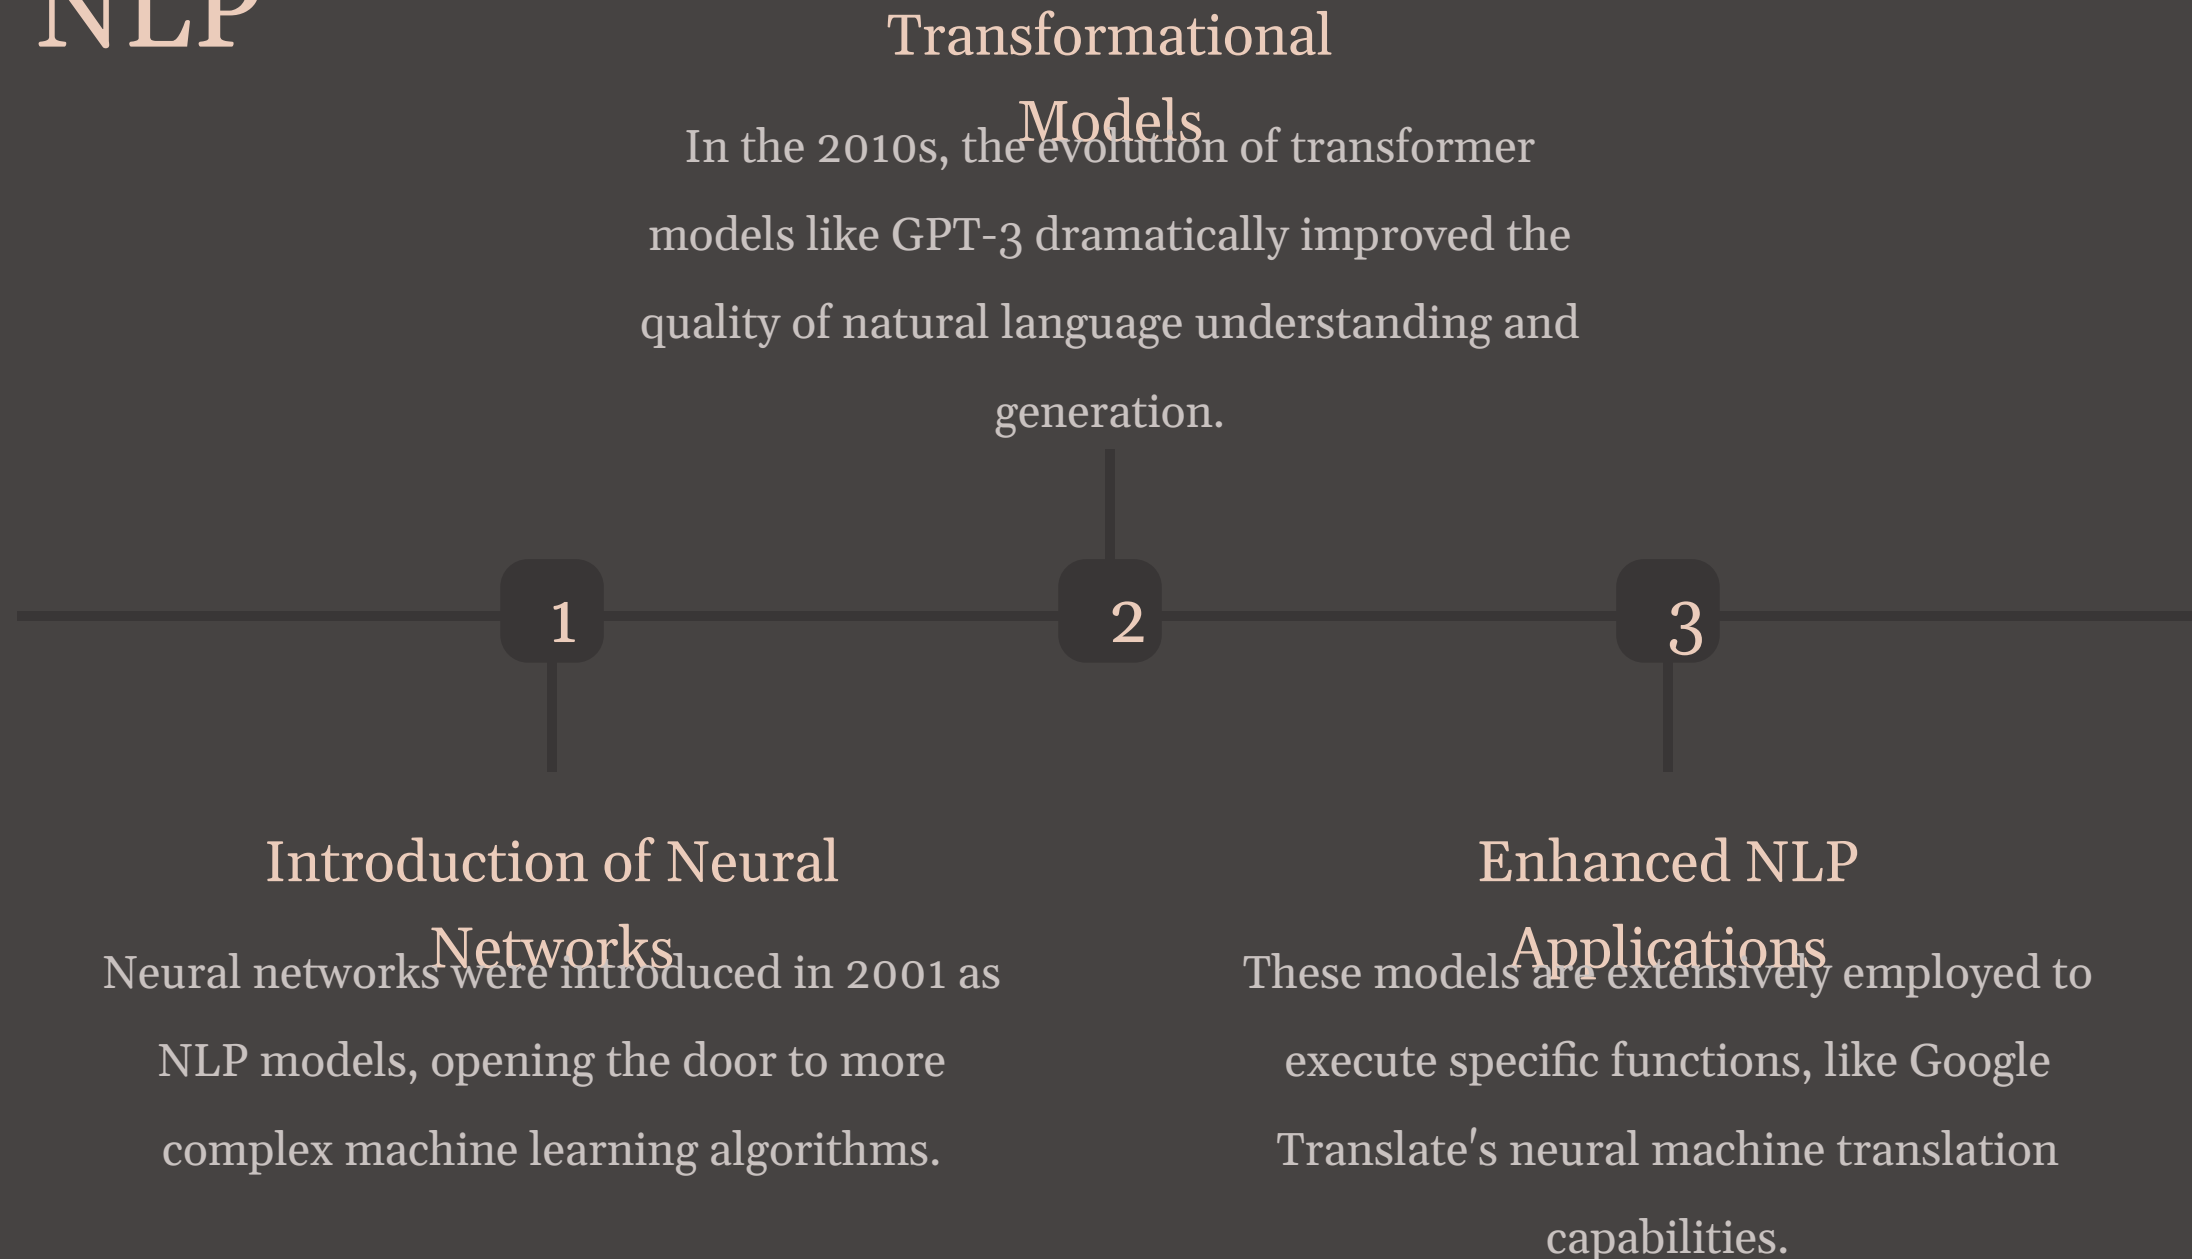 NLP
Transformational
Models
In the 2010s, the evolution of transformer
models like GPT-3 dramatically improved the
quality of natural language understanding and
generation.
1
2
3
Introduction of Neural
Networks
Neural networks were introduced in 2001 as
NLP models, opening the door to more
complex machine learning algorithms.
Enhanced NLP
Applications
These models are extensively employed to
execute specific functions, like Google
Translate's neural machine translation
capabilities.